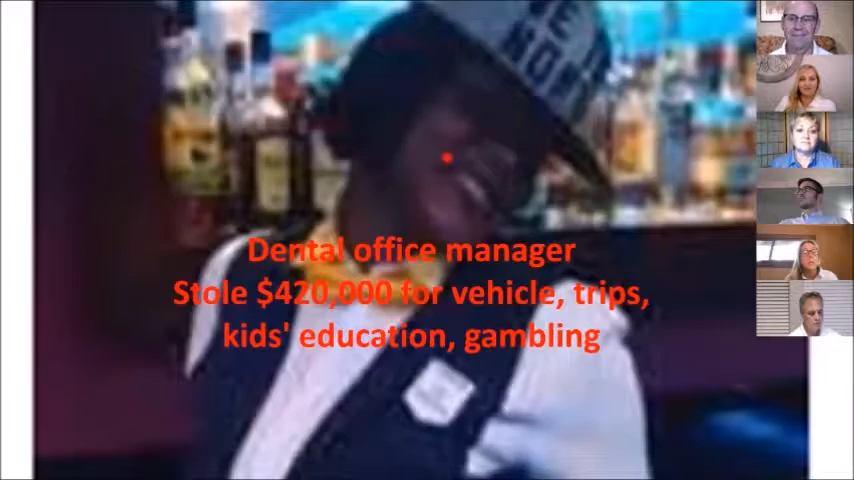 Dental office manager
Stole $420,000 for vehicle, trips,
kids' education, gambling